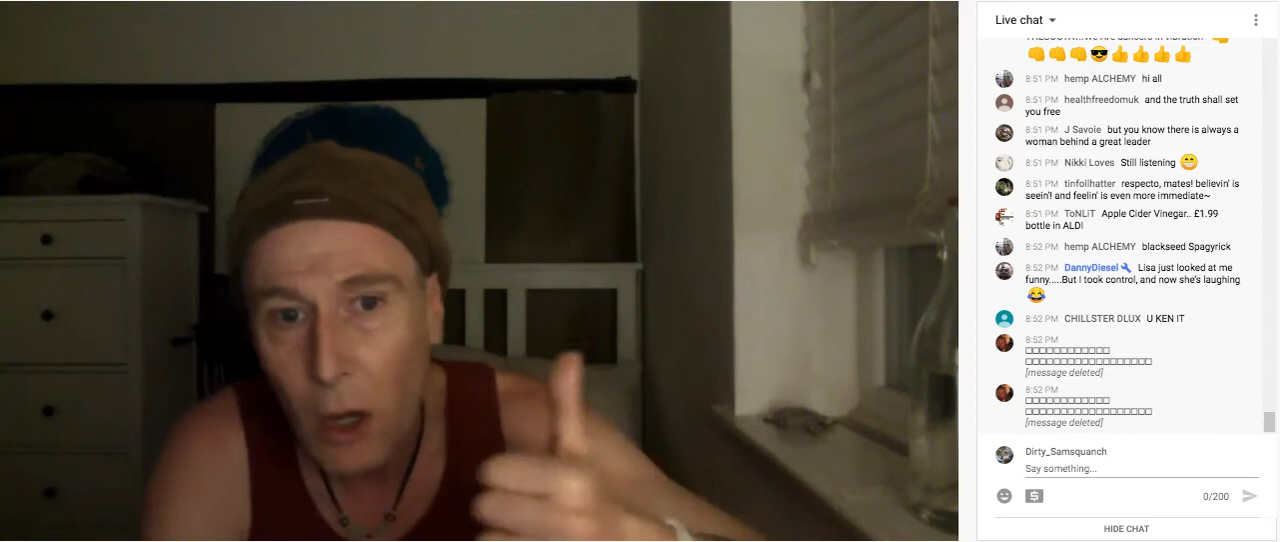 Live chat
hemp ALCHEMY hi all
8:51 PM
8:51 PM healthfreedomuk and the truth shall set
you free
8:51 PM J Savoie but you know there is always a
woman behind a great leader
8:51 PM Nikki Loves Still listening 😁
8:51 PM tinfoilhatter respecto, mates! believin' is
seein'! and feelin' is even more immediate~
8:51 PM ToNLiT Apple Cider Vinegar.. £1.99
bottle in ALDI
8:52 PM hemp ALCHEMY blackseed Spagyrick
8:52 PM DannyDiesel Lisa just looked at me
funny.....But I took control, and now she's laughing
😂
8:52 PM CHILLSTER DLUX U KEN IT
8:52 PM
□□□□□□□□□□□□
□□□□□□□□□□□□□□□□□□
[message deleted]
8:52 PM
□□□□□□□□□□□□
□□□□□□□□□□□□□□□□□□
[message deleted]
Dirty_Samsquanch
Say something...
0/200
HIDE CHAT